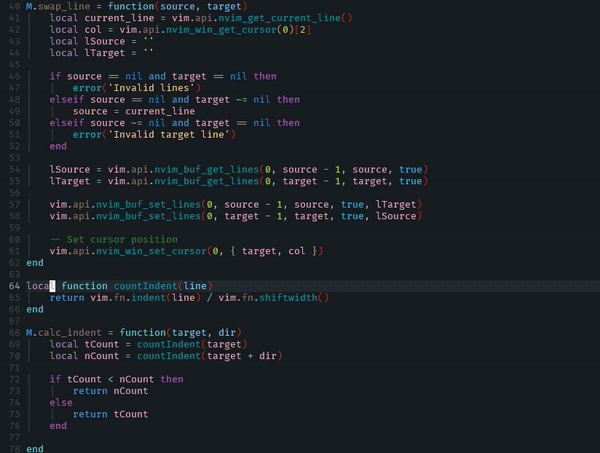 40 M.swap_line = function(source, target)
41     local current_line = vim.api.nvim_get_current_line()
42     local col = vim.api.nvim_win_get_cursor(0)[2]
43     local lSource = ''
44     local lTarget = ''
45
46     if source == nil and target == nil then
47         error('Invalid lines')
48     elseif source == nil and target ~= nil then
49         source = current_line
50     elseif source ~= nil and target == nil then
51         error('Invalid target line')
52     end
53
54     lSource = vim.api.nvim_buf_get_lines(0, source - 1, source, true)
55     lTarget = vim.api.nvim_buf_get_lines(0, target - 1, target, true)
56
57     vim.api.nvim_buf_set_lines(0, source - 1, source, true, lTarget)
58     vim.api.nvim_buf_set_lines(0, target - 1, target, true, lSource)
59
60     -- Set cursor position
61     vim.api.nvim_win_set_cursor(0, { target, col })
62 end
63
64 local function countIndent(line)
65     return vim.fn.indent(line) / vim.fn.shiftwidth()
66 end
67
68 M.calc_indent = function(target, dir)
69     local tCount = countIndent(target)
70     local nCount = countIndent(target + dir)
71
72     if tCount < nCount then
73         return nCount
74     else
75         return tCount
76     end
77
78 end